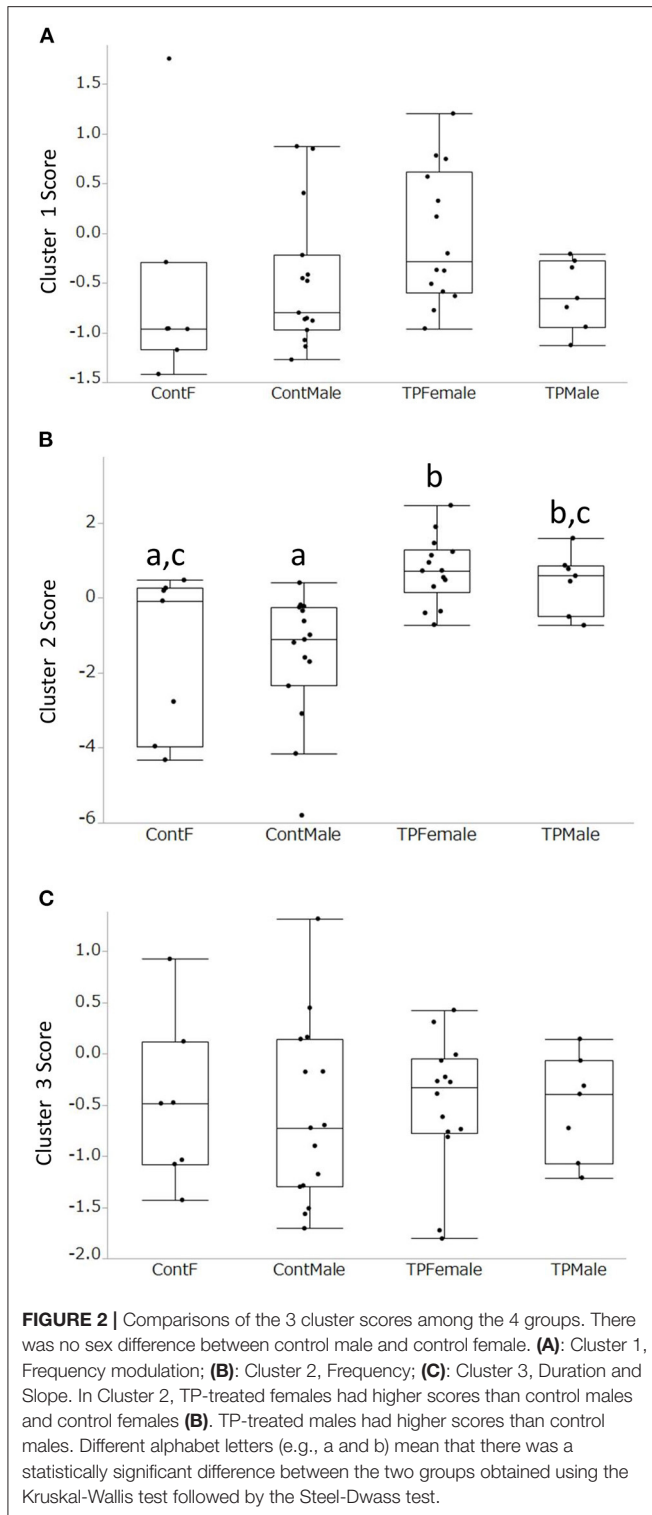 A
Cluster 1 Score
1.5
1.0
0.5
0.0
-0.5
-1.0
-1.5
ContF ContMale TPFemale TPMale
B
Cluster 2 Score
2
0
-2
-4
-6
a,c a b b,c
ContF ContMale TPFemale TPMale
C
Cluster 3 Score
1.0
0.5
0.0
-0.5
-1.0
-1.5
-2.0
ContF ContMale TPFemale TPMale
FIGURE 2 | Comparisons of the 3 cluster scores among the 4 groups. There
was no sex difference between control male and control female. (A): Cluster 1,
Frequency modulation; (B): Cluster 2, Frequency; (C): Cluster 3, Duration and
Slope. In Cluster 2, TP-treated females had higher scores than control males
and control females (B). TP-treated males had higher scores than control
males. Different alphabet letters (e.g., a and b) mean that there was a
statistically significant difference between the two groups obtained using the
Kruskal-Wallis test followed by the Steel-Dwass test.